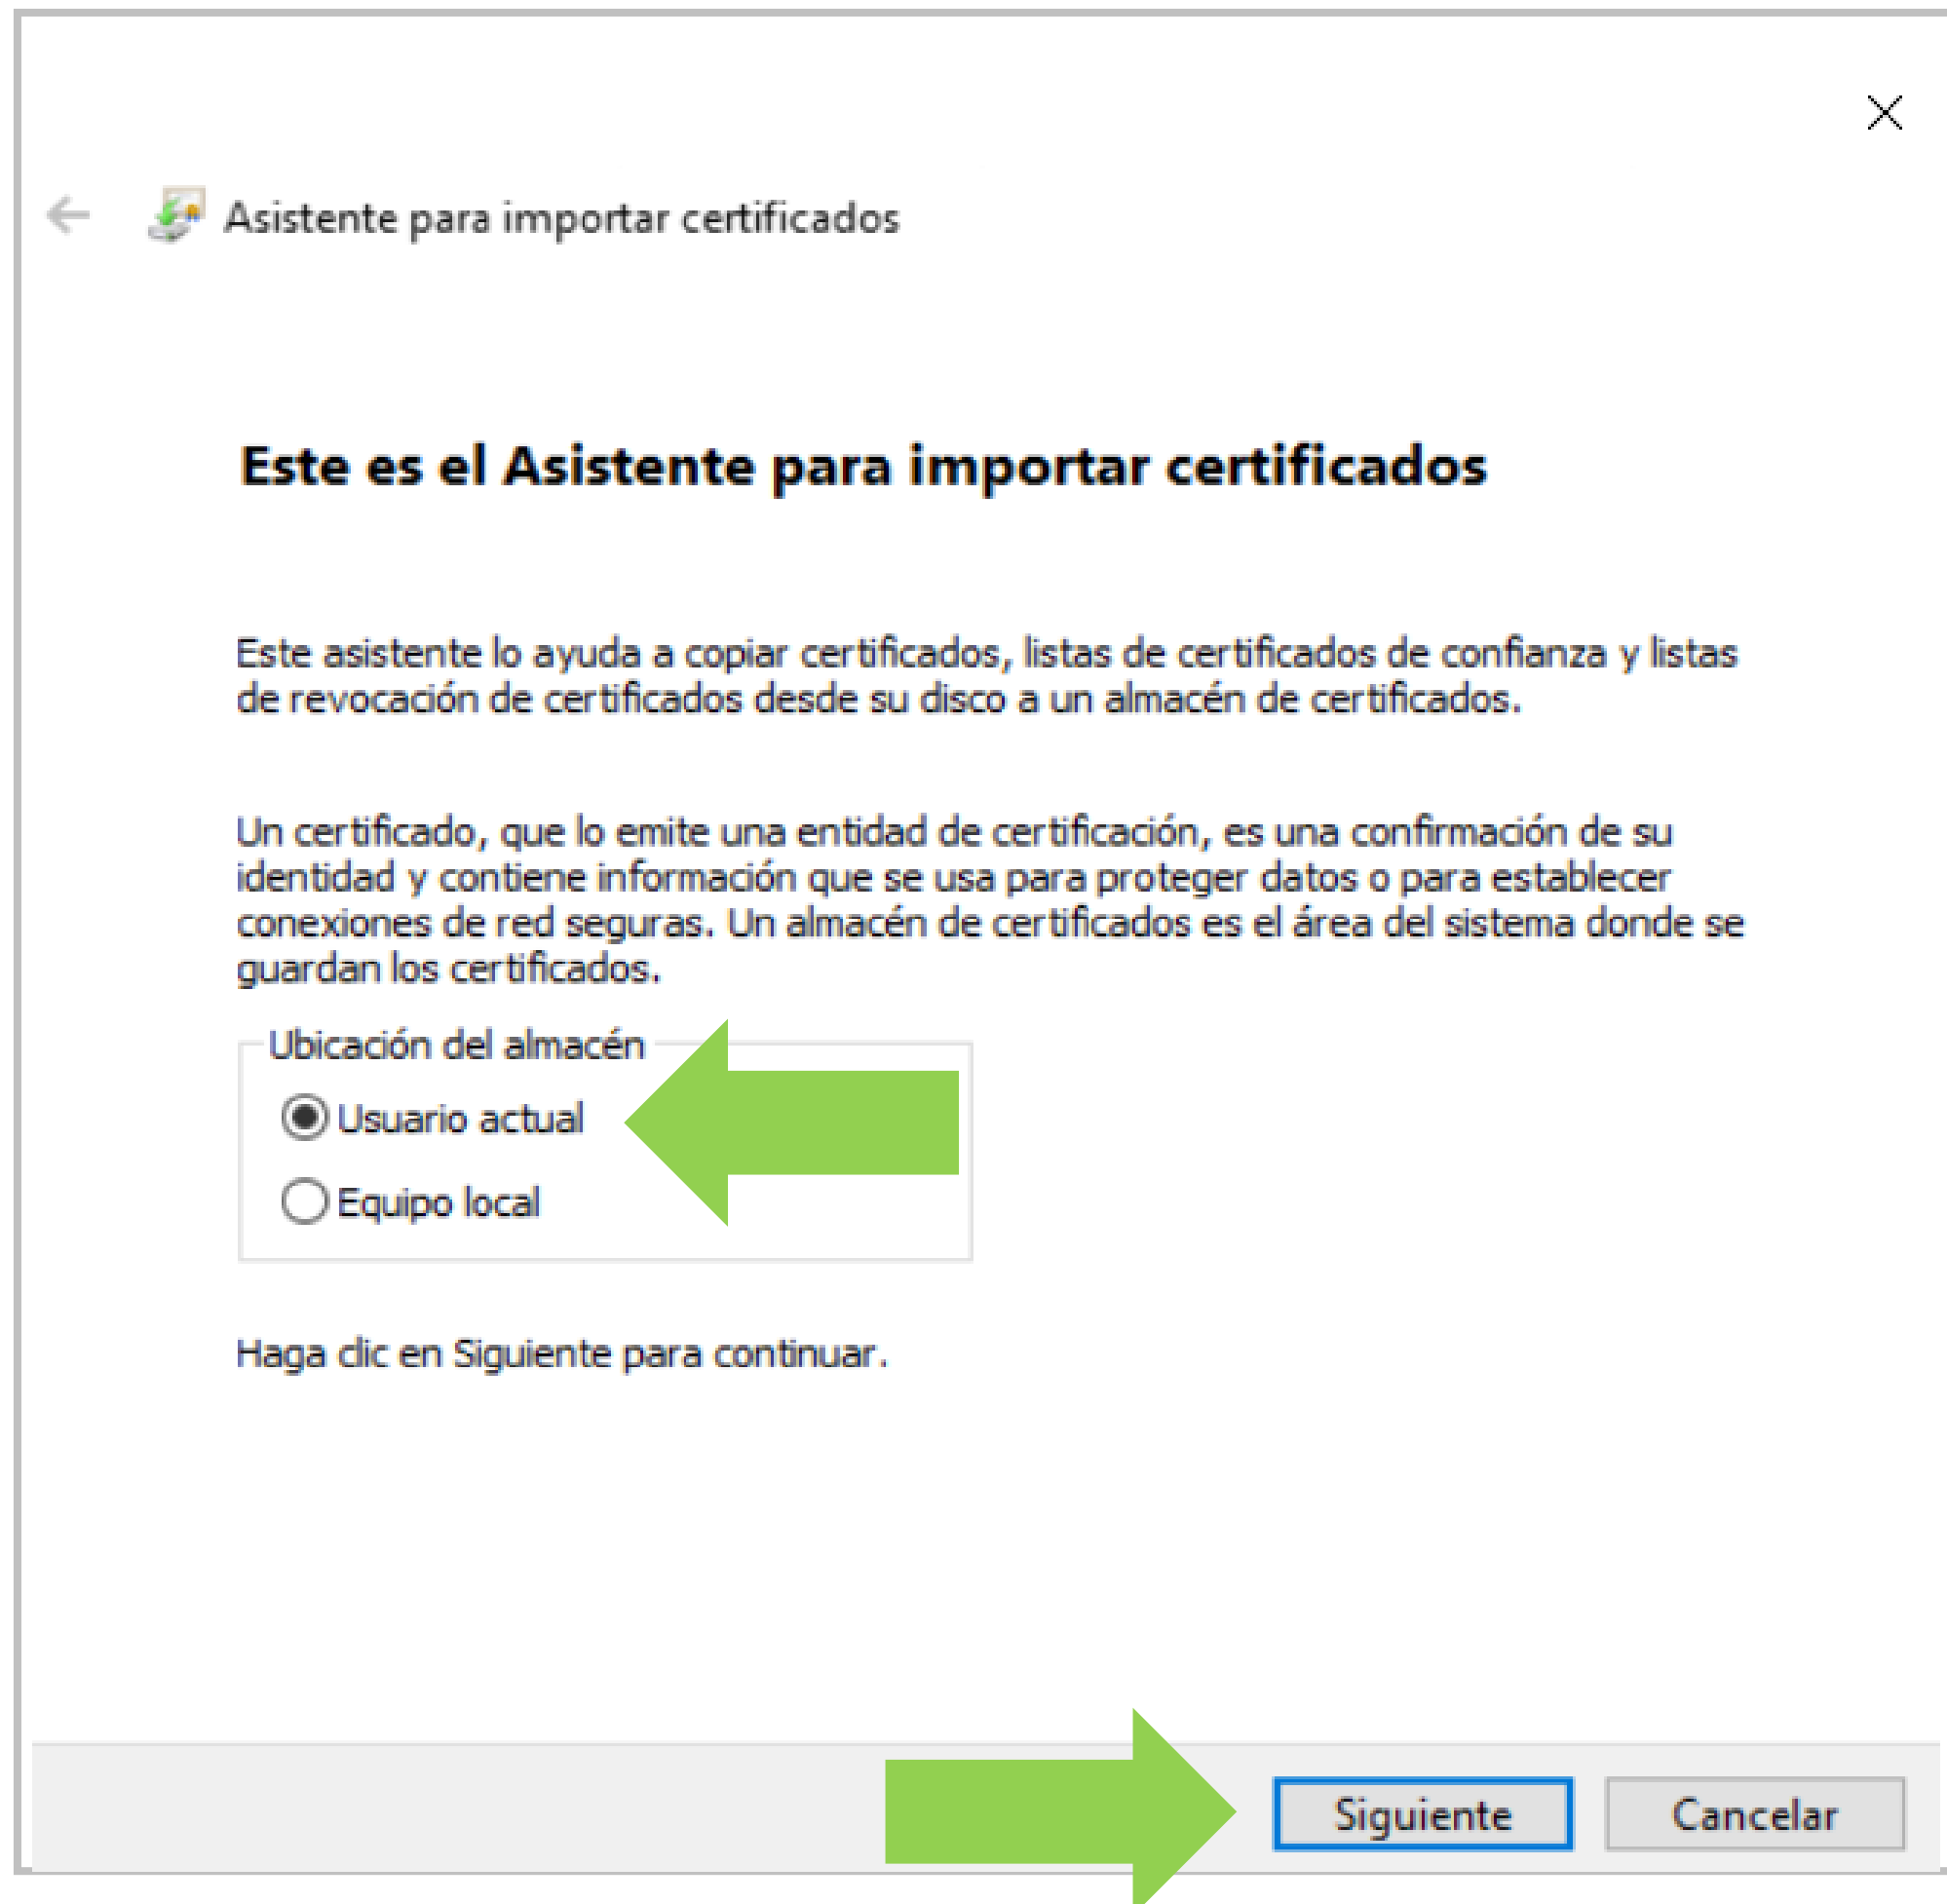 Asistente para importar certificados
Este es el Asistente para importar certificados
Este asistente lo ayuda a copiar certificados, listas de certificados de confianza y listas
de revocación de certificados desde su disco a un almacén de certificados.
Un certificado, que lo emite una entidad de certificación, es una confirmación de su
identidad y contiene información que se usa para proteger datos o para establecer
conexiones de red seguras. Un almacén de certificados es el área del sistema donde se
guardan los certificados.
Ubicación del almacén
Usuario actual
Equipo local
Haga clic en Siguiente para continuar.
Siguiente
Cancelar